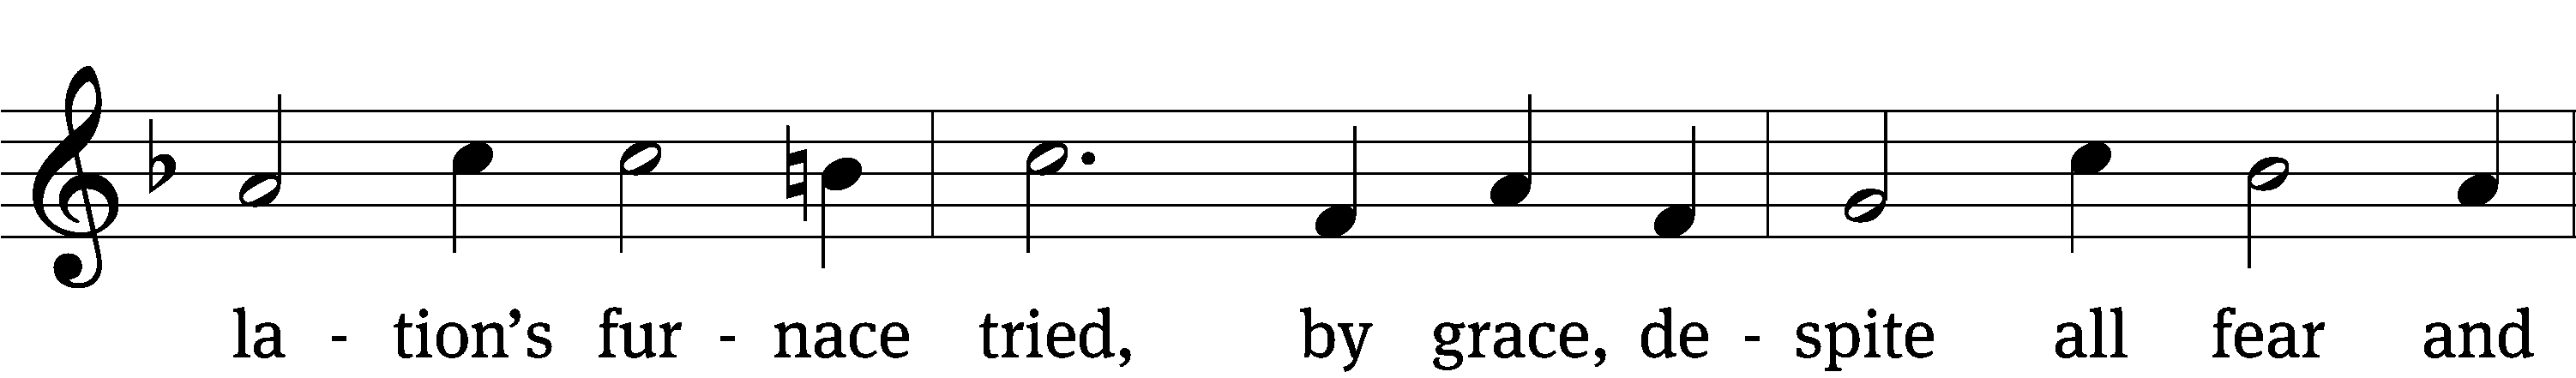 la - tion’s fur - nace tried, by grace, de - spite all fear and